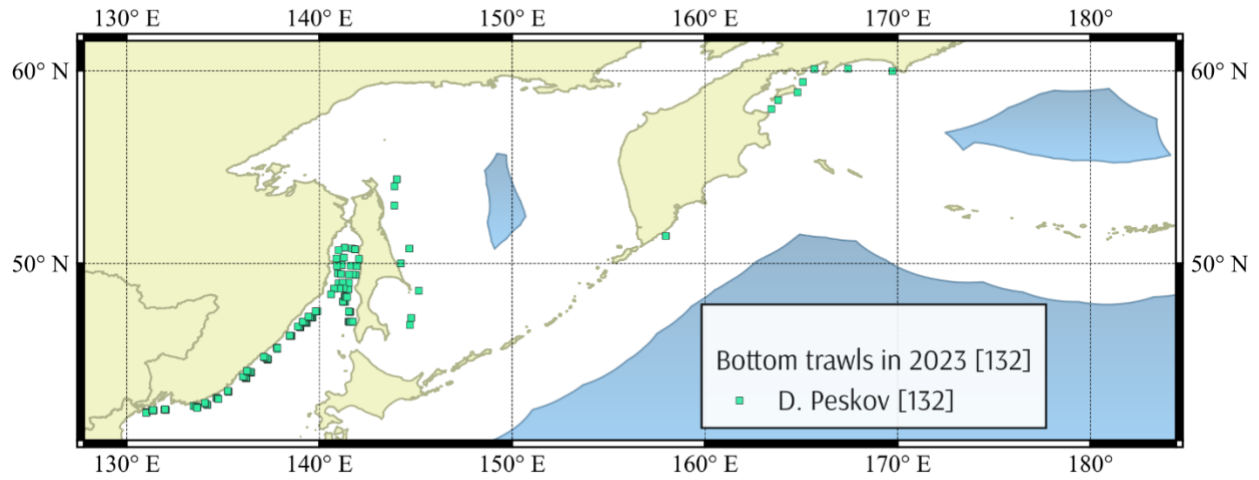 130° E 140° E 150° E 160° E 170° E 180°
60° N 60° N
50° N 50° N
Bottom trawls in 2023 [132]
D. Peskov [132]
130° E 140° E 150° E 160° E 170° E 180°